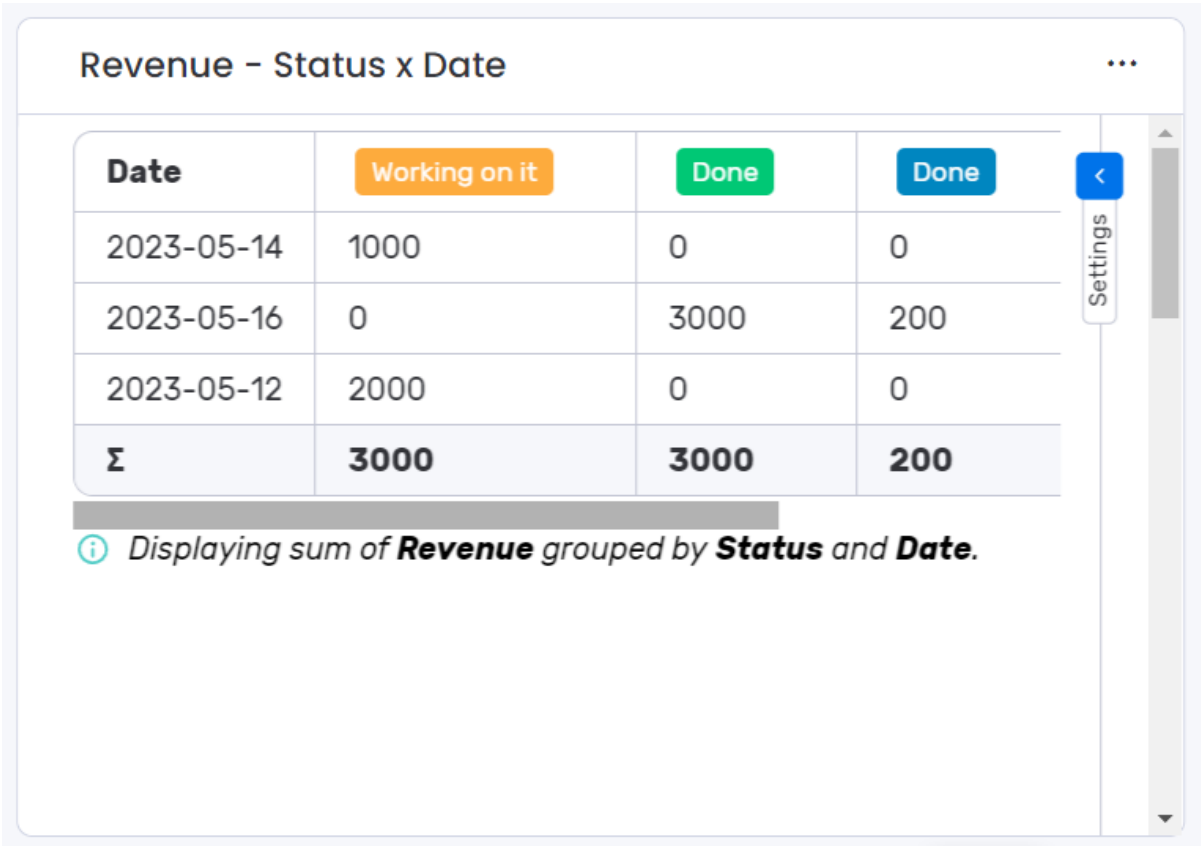 Revenue - Status x Date
Date Working on it Done Done
2023-05-14 1000 0 0
2023-05-16 0 3000 200
2023-05-12 2000 0 0
Σ 3000 3000 200
Settings
Displaying sum of Revenue grouped by Status and Date.